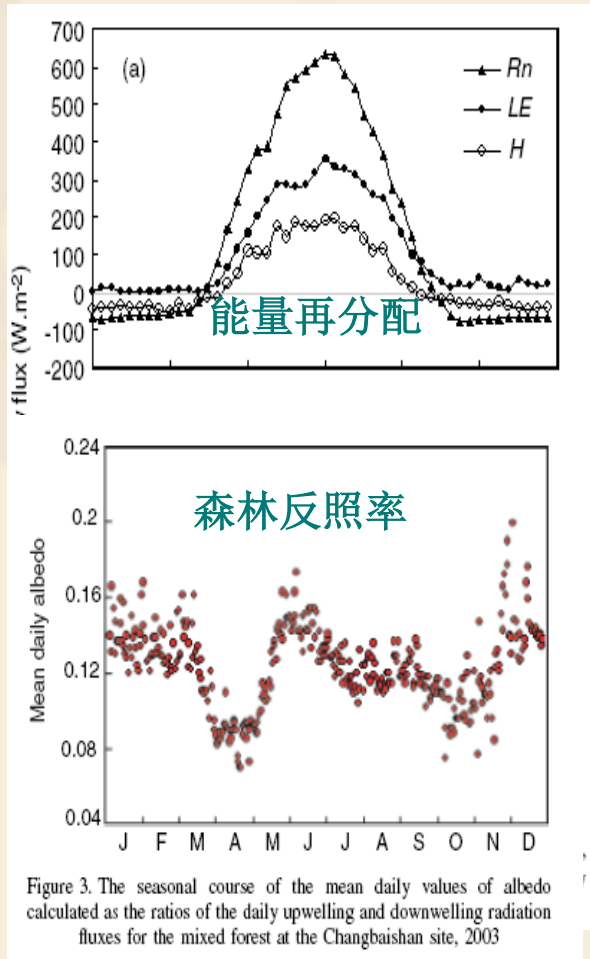 700
600
500
400
300
200
100
0
-100
-200
(a)
Rn
LE
H
flux (W.m-2)
能量再分配
0.24
0.2
0.16
0.12
0.08
0.04
森林反照率
Mean daily albedo
J F M A M J J A S O N D
Figure 3. The seasonal course of the mean daily values of albedo
calculated as the ratios of the daily upwelling and downwelling radiation
fluxes for the mixed forest at the Changbaishan site, 2003